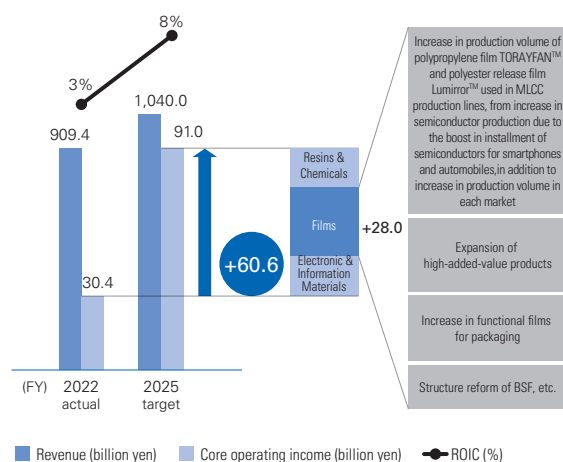 8%
3%
1,040.0
909.4
91.0
30.4
+60.6
Resins &
Chemicals
Films
+28.0
Electronic &
Information
Materials
Increase in production volume of
polypropylene film TORAYFAN™
and polyester release film
Lumirror™ used in MLCC
production lines, from increase in
semiconductor production due to
the boost in installment of
semiconductors for smartphones
and automobiles,in addition to
increase in production volume in
each market
Expansion of
high-added-value products
Increase in functional films
for packaging
Structure reform of BSF, etc.
(FY) 2022 2025
actual target
Revenue (billion yen) Core operating income (billion yen) ROIC (%)